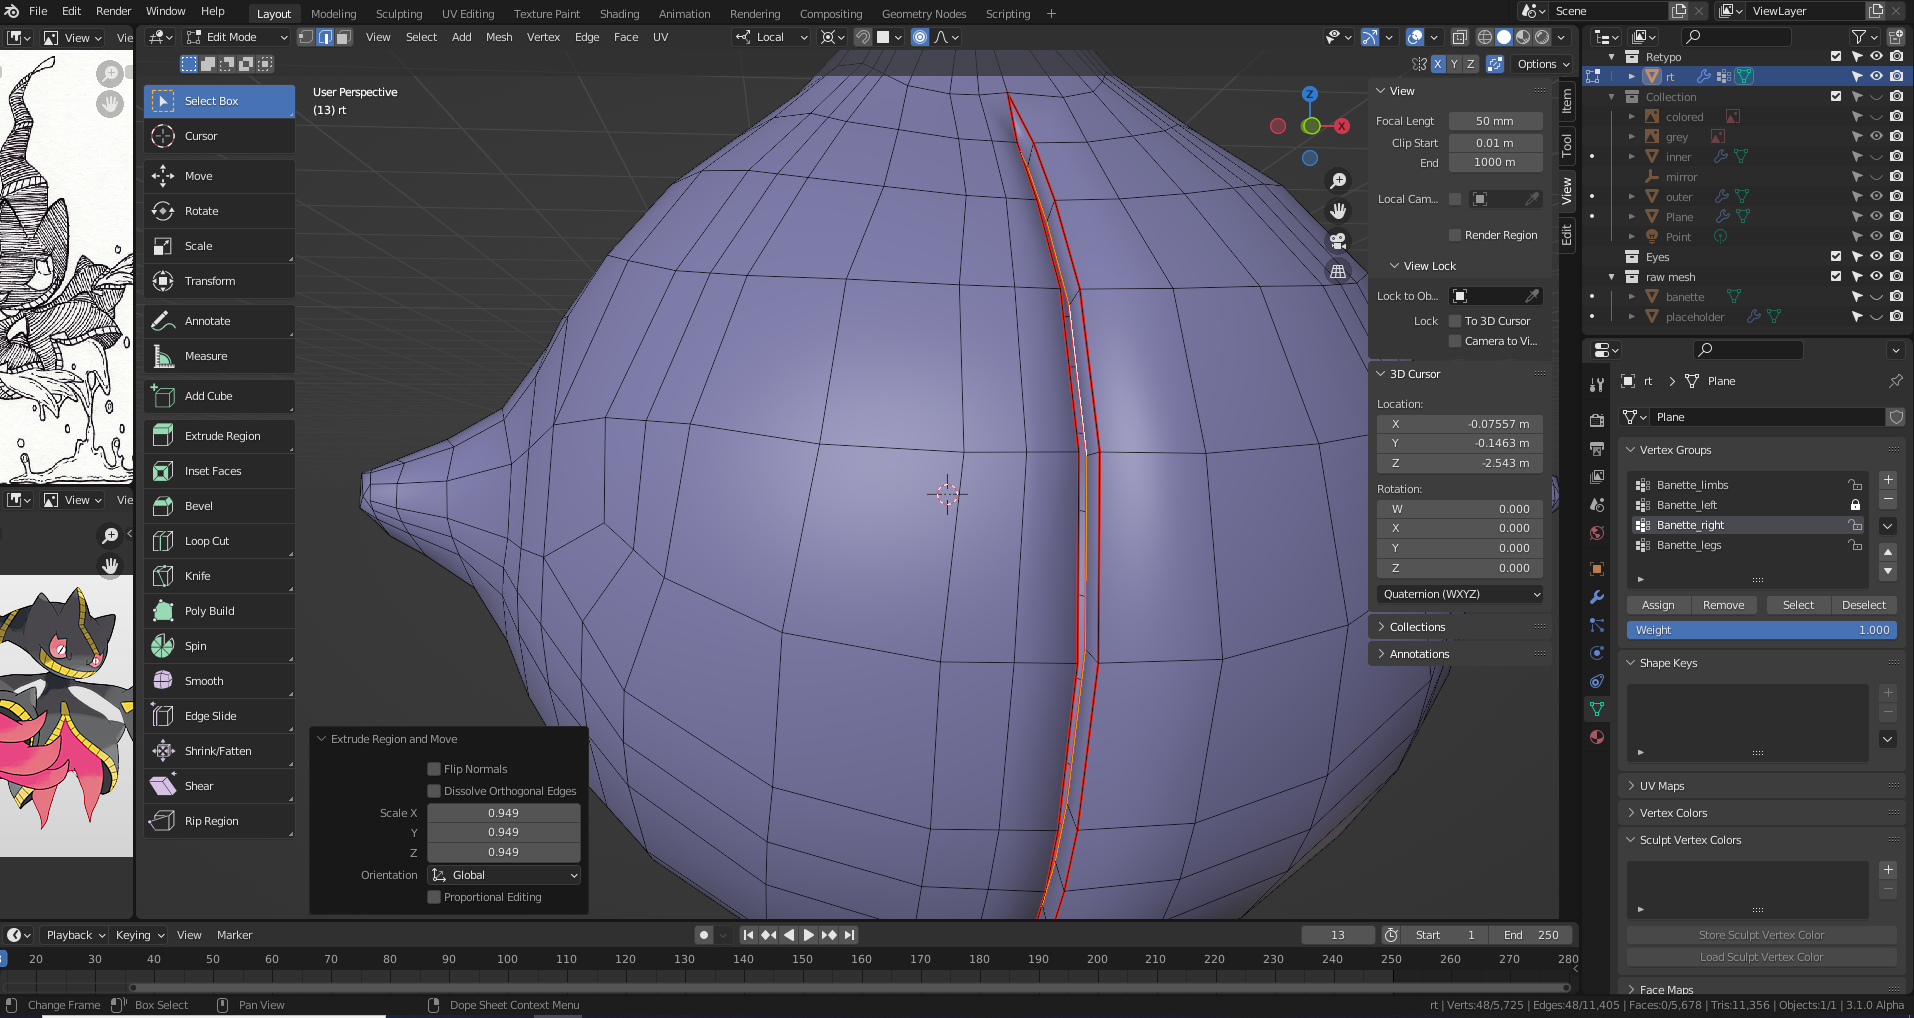 File Edit Render Window Help Layout Modeling Sculpting UV Editing Texture Paint Shading Animation Rendering Compositing Geometry Nodes Scripting + Scene ViewLayer
View Vie Edit Mode View Select Add Mesh Vertex Edge Face UV Local
X Y Z Options
User Perspective
(13) rt
Select Box
Cursor
Move
Rotate
Scale
Transform
Annotate
Measure
Add Cube
Extrude Region
Inset Faces
Bevel
Loop Cut
Knife
Poly Build
Spin
Smooth
Edge Slide
Shrink/Fatten
Shear
Rip Region
View Vie
Z
X
Extrude Region and Move
Flip Normals
Dissolve Orthogonal Edges
Scale X 0.949
Y 0.949
Z 0.949
Orientation Global
Proportional Editing
View
Focal Lengt 50 mm
Clip Start 0.01 m
End 1000 m
Local Cam...
Render Region
View Lock
Lock to Ob...
Lock To 3D Cursor
Camera to Vi...
3D Cursor
Location:
X -0.07557 m
Y -0.1463 m
Z -2.543 m
Rotation:
W 0.000
X 0.000
Y 0.000
Z 0.000
Quaternion (WXYZ)
Collections
Annotations
Item
Tool
View
Edit
Retypo
rt
Collection
colored
grey
inner
mirror
outer
Plane
Point
Eyes
raw mesh
banette
placeholder
rt Plane
Plane
Vertex Groups
Banette_limbs
Banette_left
Banette_right
Banette_legs
Assign Remove Select Deselect
Weight 1.000
Shape Keys
UV Maps
Vertex Colors
Sculpt Vertex Colors
Store Sculpt Vertex Color
Load Sculpt Vertex Color
Face Maps
Playback Keying View Marker 13 Start 1 End 250
20 30 40 50 60 70 80 90 100 110 120 130 140 150 160 170 180 190 200 210 220 230 240 250 260 270 280
Change Frame Box Select Pan View Dope Sheet Context Menu rt | Verts:48/5,725 | Edges:48/11,405 | Faces:0/5,678 | Tris:11,356 | Objects:1/1 | 3.1.0 Alpha